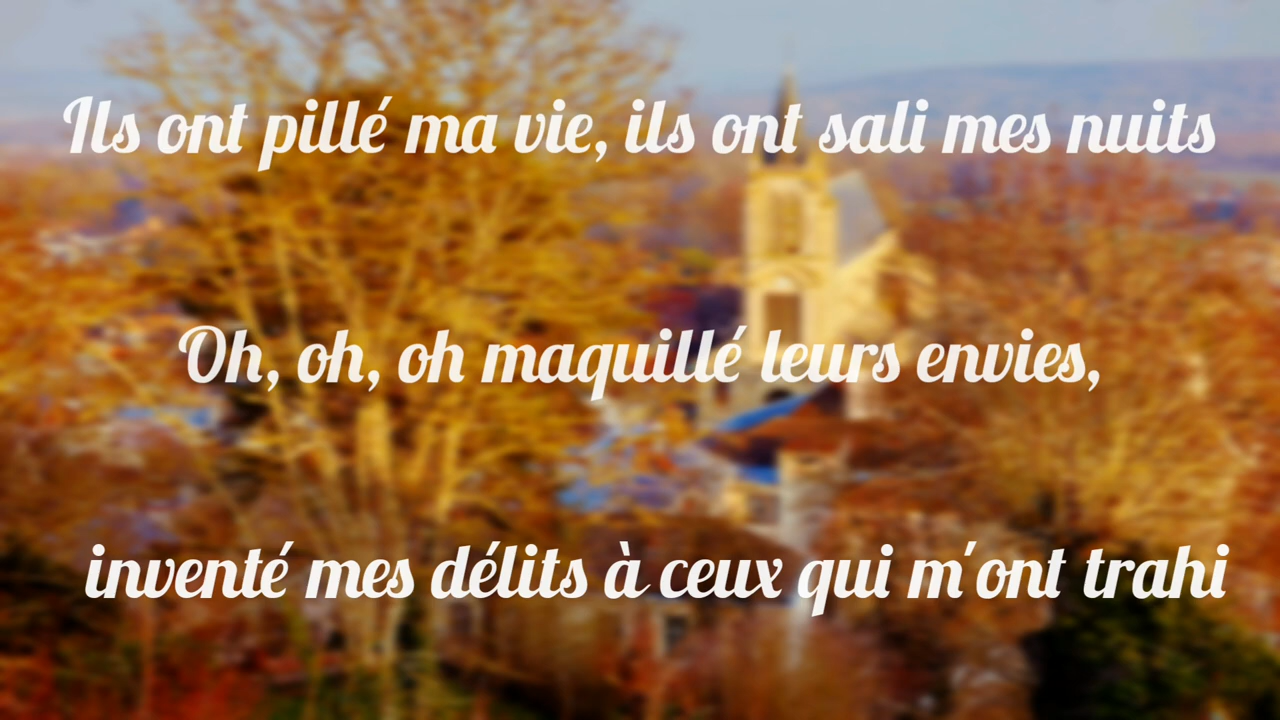 Ils ont pillé ma vie, ils ont sali mes nuits
Oh, oh, oh maquillé leurs envies,
inventé mes délits à ceux qui m'ont trahi